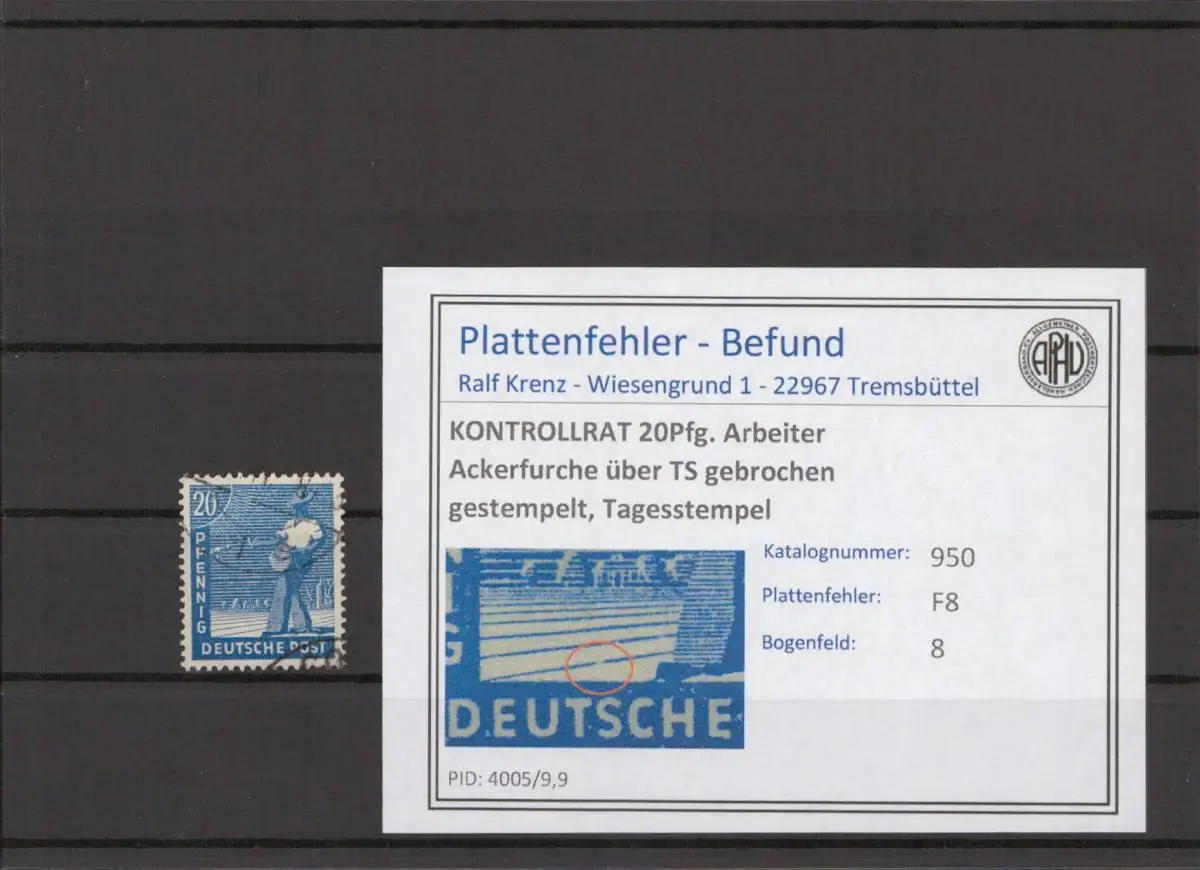 20
PFENNIG
DEUTSCHE POST
Plattenfehler - Befund
Ralf Krenz - Wiesengrund 1 - 22967 Tremsbüttel
APHV
KONTROLLRAT 20Pfg. Arbeiter
Ackerfurche über TS gebrochen
gestempelt, Tagesstempel
Katalognummer: 950
Plattenfehler: F8
Bogenfeld: 8
G
DEUTSCHE
PID: 4005/9,9